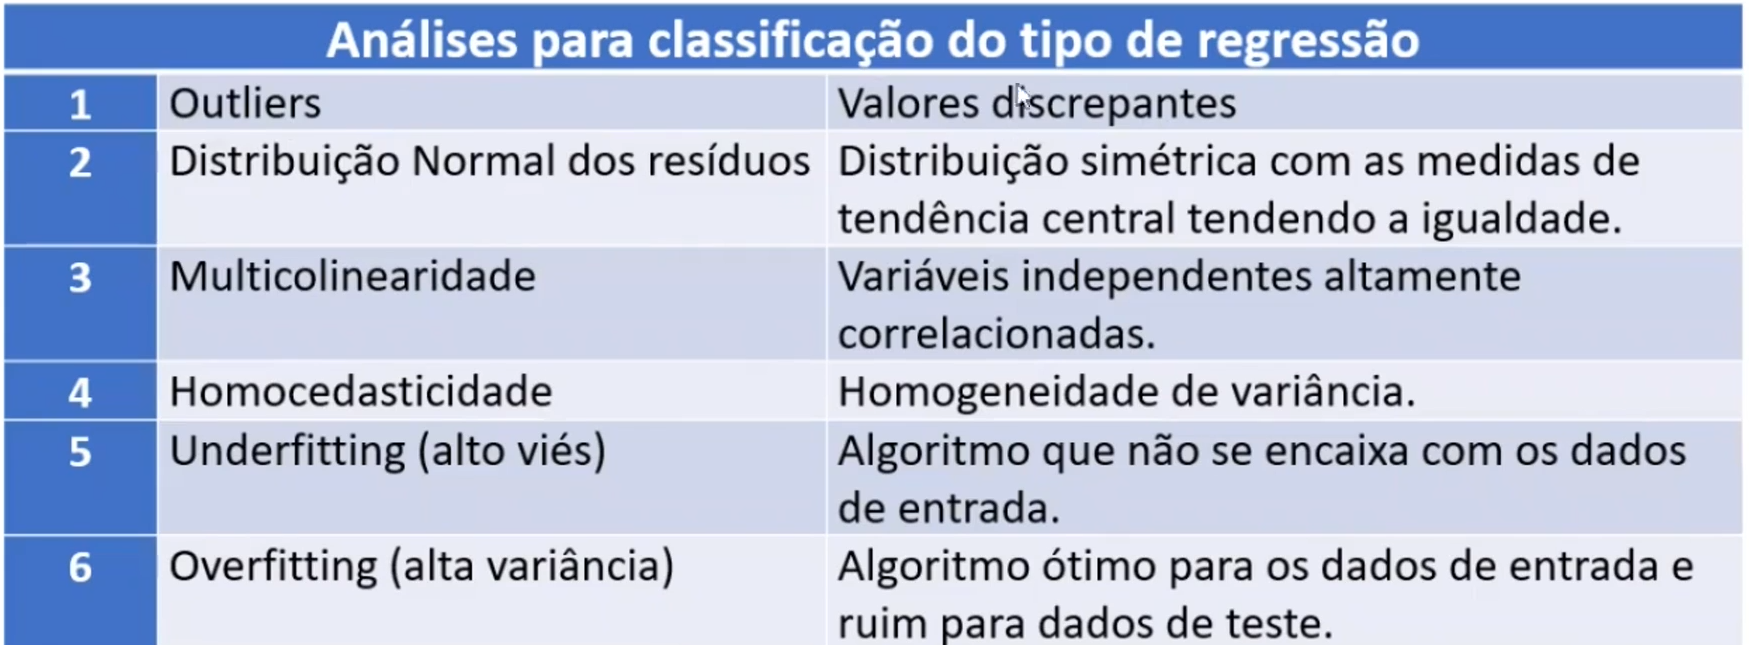 Análises para classificação do tipo de regressão
1 Outliers Valores discrepantes
2 Distribuição Normal dos resíduos Distribuição simétrica com as medidas de
tendência central tendendo a igualdade.
3 Multicolinearidade Variáveis independentes altamente
correlacionadas.
4 Homocedasticidade Homogeneidade de variância.
5 Underfitting (alto viés) Algoritmo que não se encaixa com os dados
de entrada.
6 Overfitting (alta variância) Algoritmo ótimo para os dados de entrada e
ruim para dados de teste.